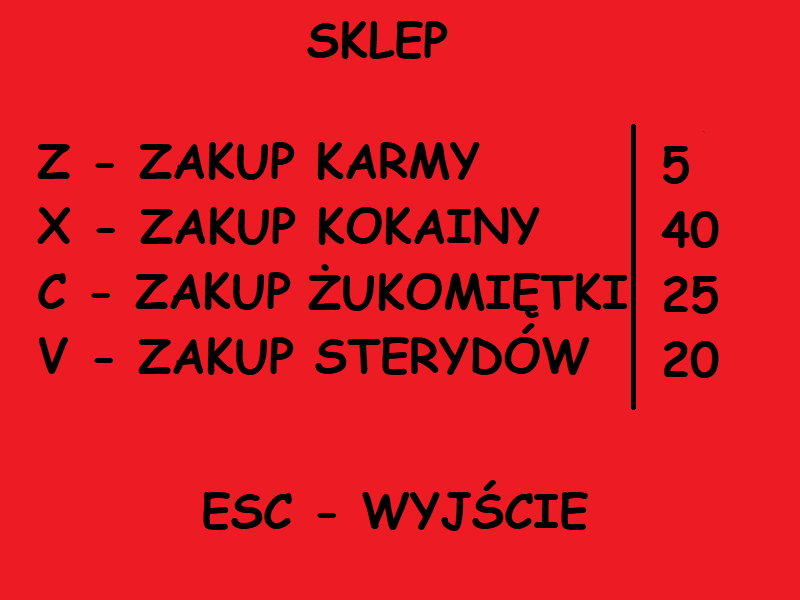 SKLEP
Z - ZAKUP KARMY 5
X - ZAKUP KOKAINY 40
C - ZAKUP ŻUKOMIĘTKI 25
V - ZAKUP STERYDÓW 20
ESC - WYJŚCIE